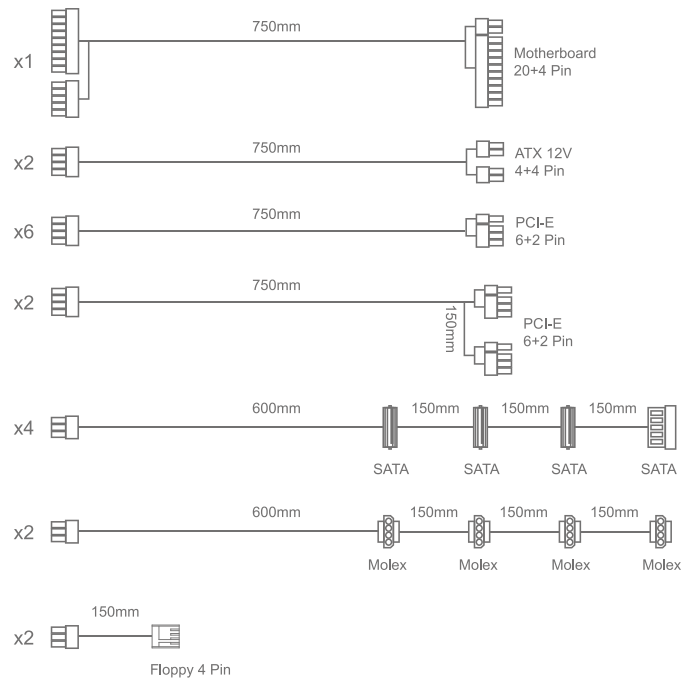 750mm
x1
Motherboard
20+4 Pin
750mm
x2
ATX 12V
4+4 Pin
750mm
x6
PCI-E
6+2 Pin
750mm
x2
150mm
PCI-E
6+2 Pin
600mm 150mm 150mm 150mm
x4
SATA SATA SATA SATA
600mm 150mm 150mm 150mm
x2
Molex Molex Molex Molex
150mm
x2
Floppy 4 Pin